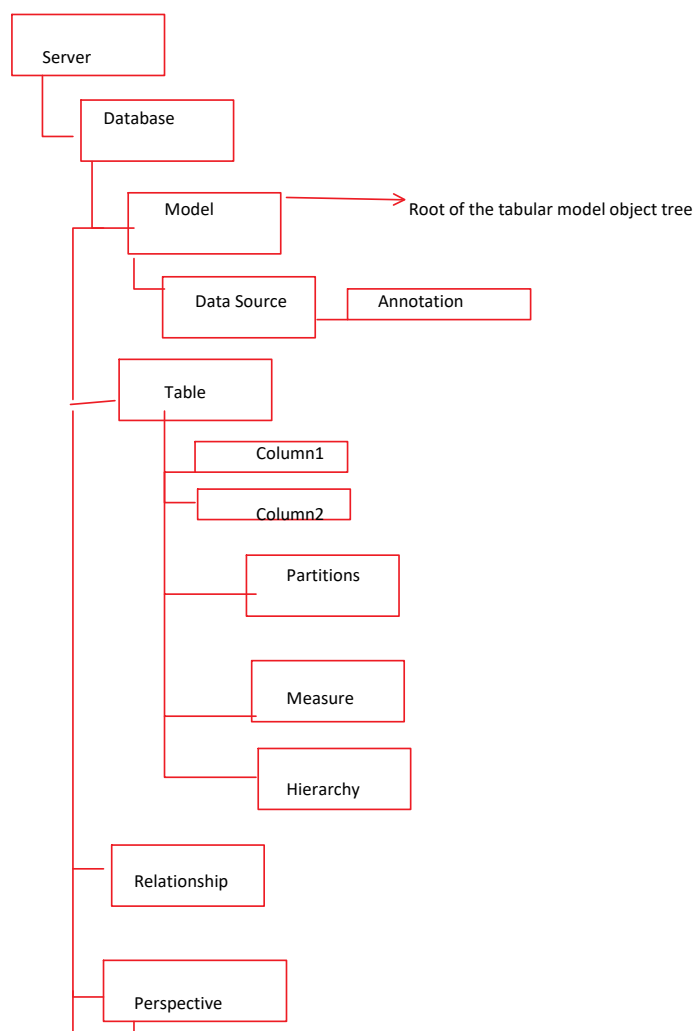 Server
Database
Model
Root of the tabular model object tree
Data Source
Annotation
Table
Column1
Column2
Partitions
Measure
Hierarchy
Relationship
Perspective